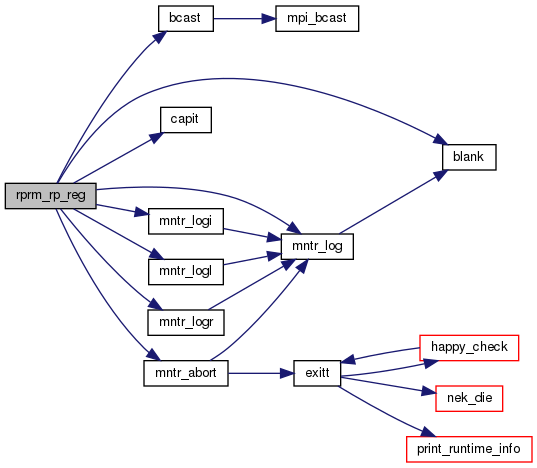 bcast
mpi_bcast
capit
blank
rprm_rp_reg
mntr_logi
mntr_log
mntr_logl
mntr_logr
happy_check
mntr_abort
exitt
nek_die
print_runtime_info